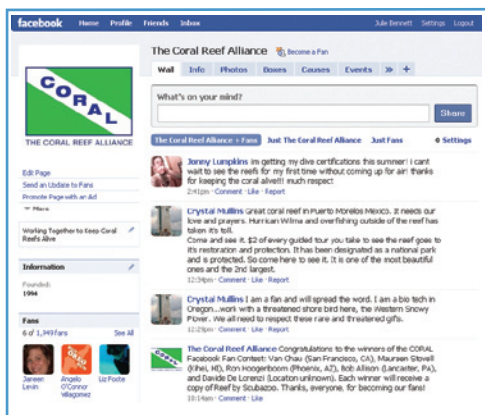 facebook Home Profile Friends Inbox Julie Bennett Settings Logout
CORAL
THE CORAL REEF ALLIANCE
Edit Page
Send an Update to Fans
Promote Page with an Ad
More
Working Together to Keep Coral
Reefs Alive
Information
Founded:
1994
Fans
6 of 1,949 fans See All
Jareen
Levin
Angelo
O'Connor
Villagomez
Liz Foote
The Coral Reef Alliance Become a Fan
Wall Info Photos Boxes Causes Events » +
What's on your mind?
Share
The Coral Reef Alliance + Fans Just The Coral Reef Alliance Just Fans Settings
Jonny Lumpkins im getting my dive certifications this summer! i cant
wait to see the reefs for my first time without coming up for air! thanks
for keeping the coral alive!!! much respect
2:41pm · Comment · Like · Report
Crystal Mullins Great coral reef in Puerto Morelos Mexico. It needs our
love and prayers. Hurrican Wilma and overfishing outside of the reef has
taken it's toll.
Come and see it. $2 of every guided tour you take to see the reef goes to
it's restoration and protection. It has been designated as a national park
and is protected. So come here to see it. It is one of the most beautiful
ones and the 2nd largest.
12:34pm · Comment · Like · Report
Crystal Mullins I am a fan and will spread the word. I am a bio tech in
Oregon...work with a threatened shore bird here, the Western Snowy
Plover. We all need to respect these rare and threatened gifts.
12:29pm · Comment · Like · Report
The Coral Reef Alliance Congratulations to the winners of the CORAL
Facebook Fan Contest: Van Chau (San Francisco, CA), Maureen Stovell
(Kihei, HI), Ron Hoogenboom (Phoenix, AZ), Bob Allison (Lancaster, PA),
and Davide De Lorenzi (Location unknown). Each winner will receive a
copy of Reef by Scubazoo. Thanks, everyone, for becoming our fans!
10:14am · Comment · Like